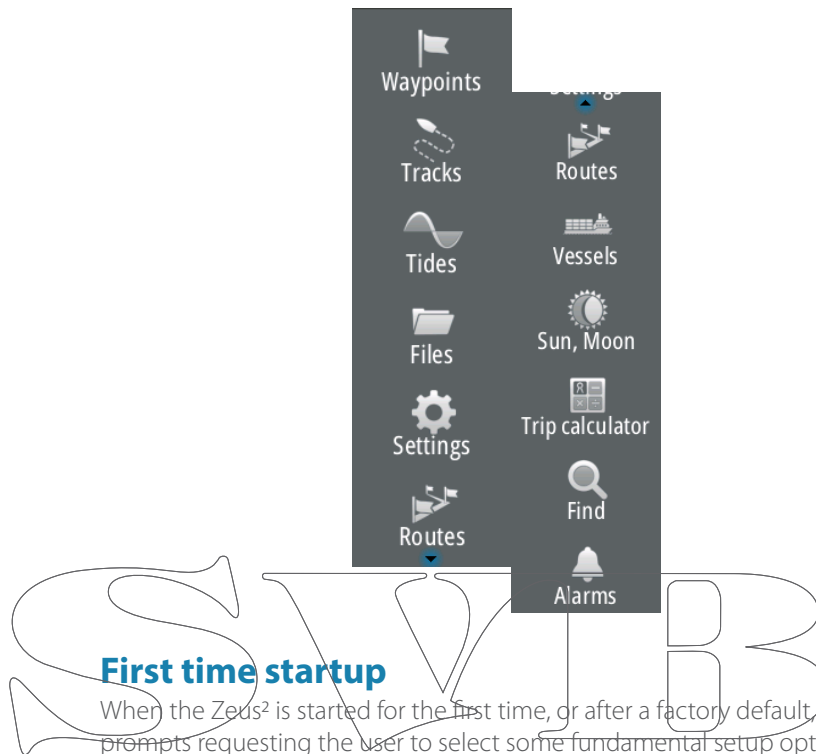 Waypoints
Tracks
Tides
Files
Settings
Routes
Settings
Routes
Vessels
Sun, Moon
Trip calculator
Find
Alarms
SVB
First time startup
When the Zeus² is started for the first time, or after a factory default,
prompts requesting the user to select some fundamental setup opt